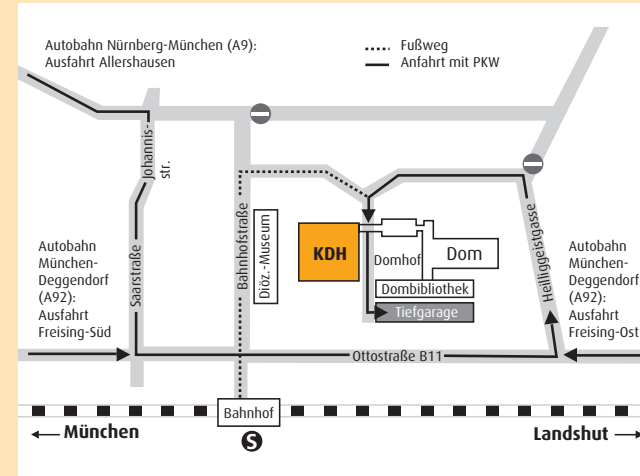 Autobahn Nürnberg-München (A9):
Ausfahrt Allershausen
Fußweg
Anfahrt mit PKW
Johannis-
str.
Saarstraße
Bahnhofstraße
Diöz.-Museum
KDH
Domhof
Dom
Dombibliothek
Tiefgarage
Heiliggeistgasse
Autobahn
München-
Deggendorf
(A92):
Ausfahrt
Freising-Süd
Autobahn
München-
Deggendorf
(A92):
Ausfahrt
Freising-Ost
Ottostraße B11
Bahnhof
München
S
Landshut